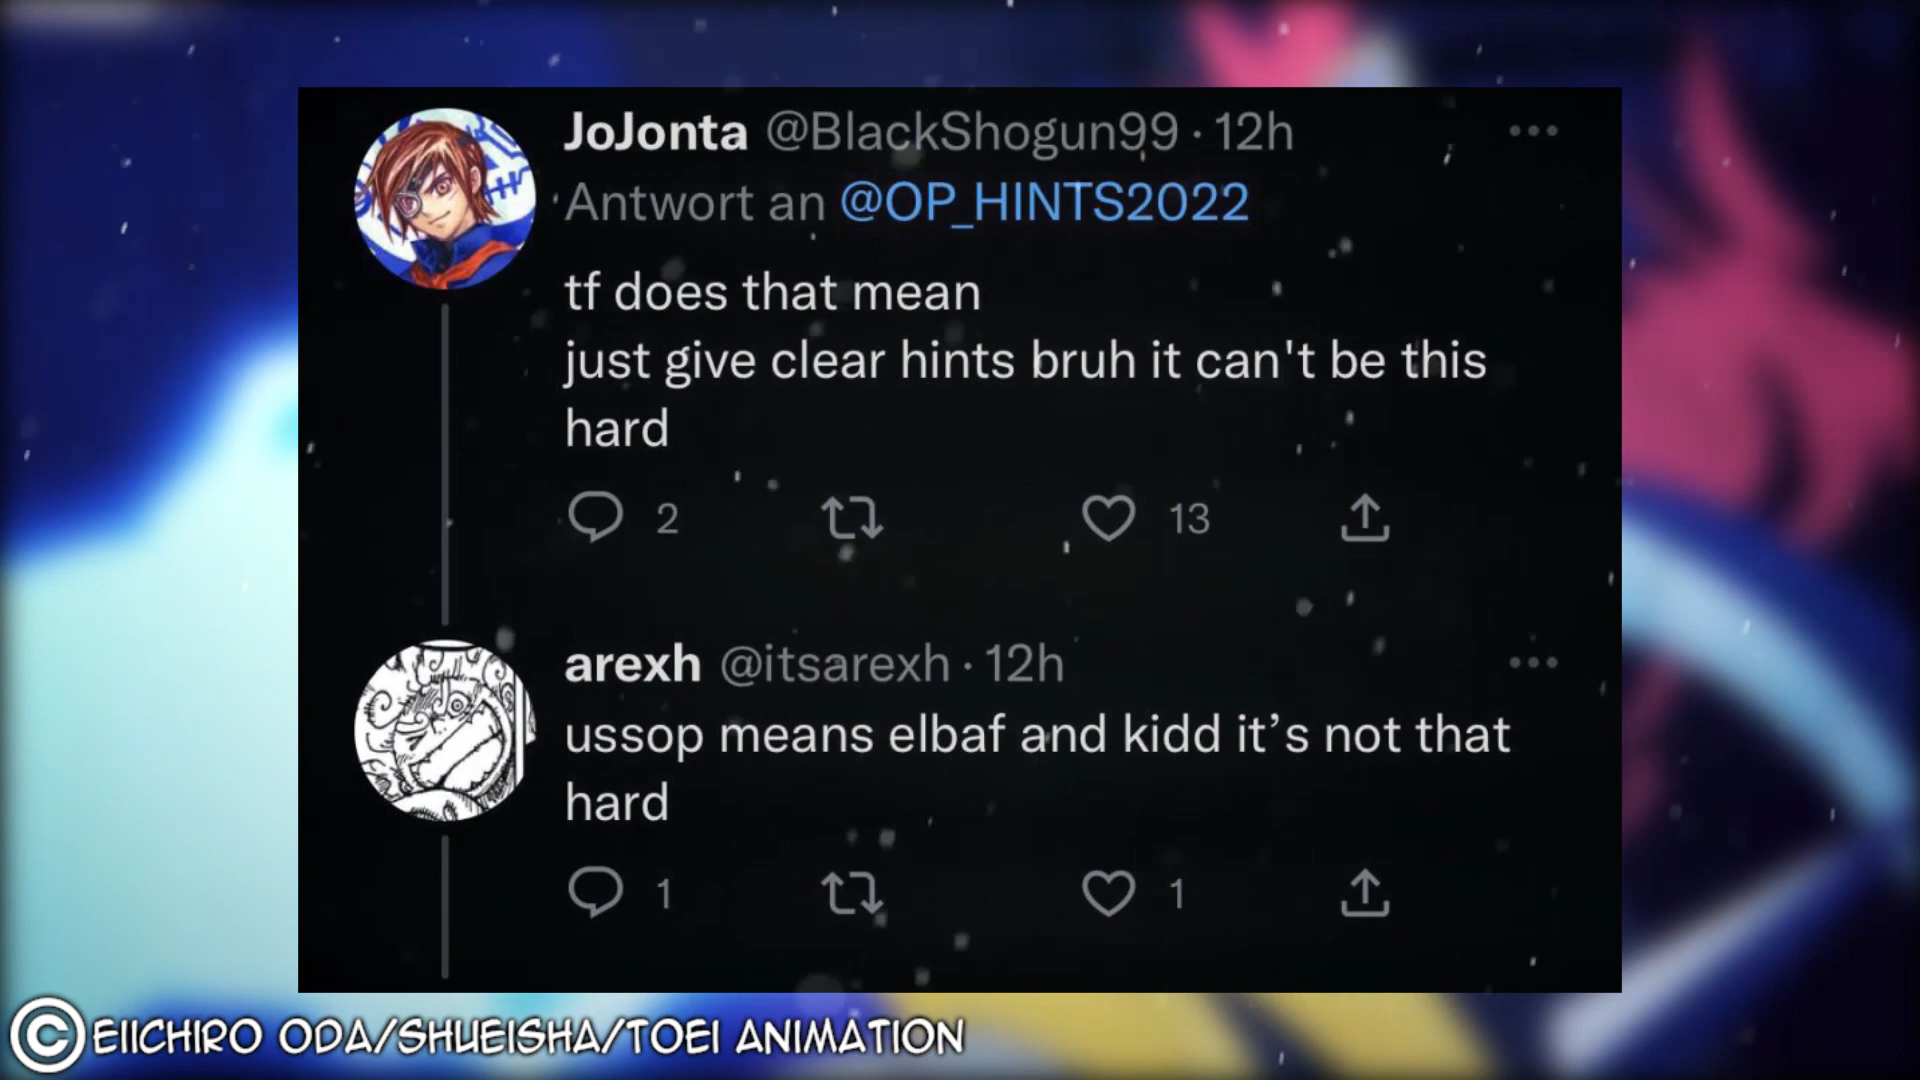 JoJonta @BlackShogun99 · 12h
Antwort an @OP_HINTS2022
tf does that mean
just give clear hints bruh it can't be this
hard
2 13
arexh @itsarexh · 12h
ussop means elbaf and kidd it’s not that
hard
1 1
©EIICHIRO ODA/SHUEISHA/TOEI ANIMATION